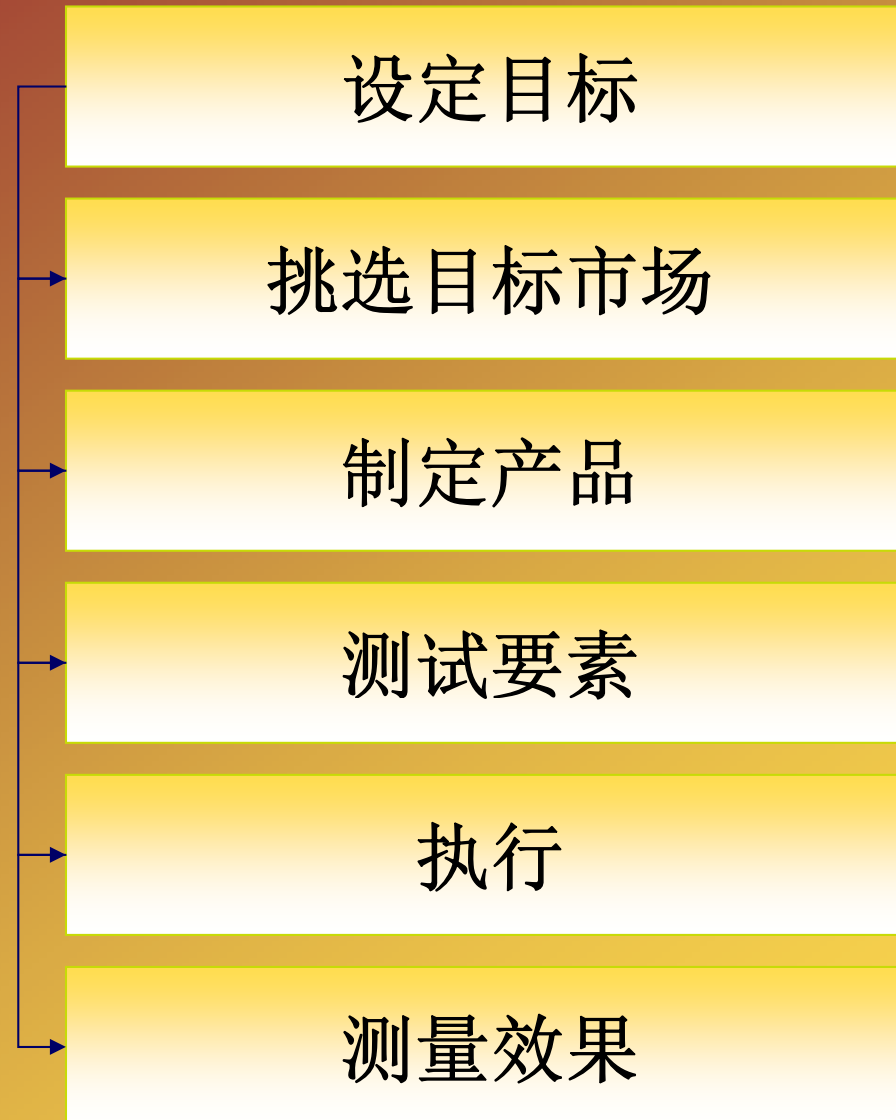 设定目标
挑选目标市场
制定产品
测试要素
执行
测量效果